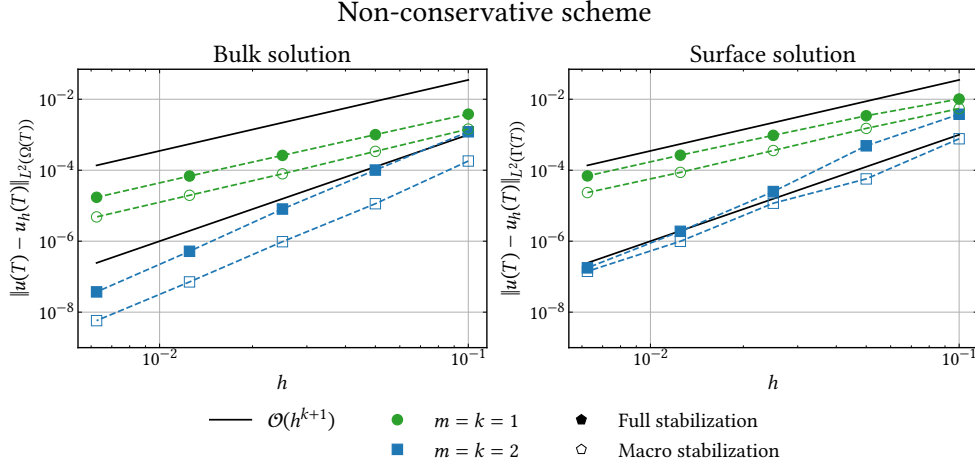 Non-conservative scheme
Bulk solution
Surface solution
‖u(T) − u_h(T)‖_{L²(Ω(T))}
10⁻²
10⁻⁴
10⁻⁶
10⁻⁸
10⁻²
10⁻¹
h
‖u(T) − u_h(T)‖_{L²(Γ(T))}
10⁻²
10⁻⁴
10⁻⁶
10⁻⁸
10⁻²
10⁻¹
h
𝒪(h^{k+1})
m = k = 1
m = k = 2
Full stabilization
Macro stabilization